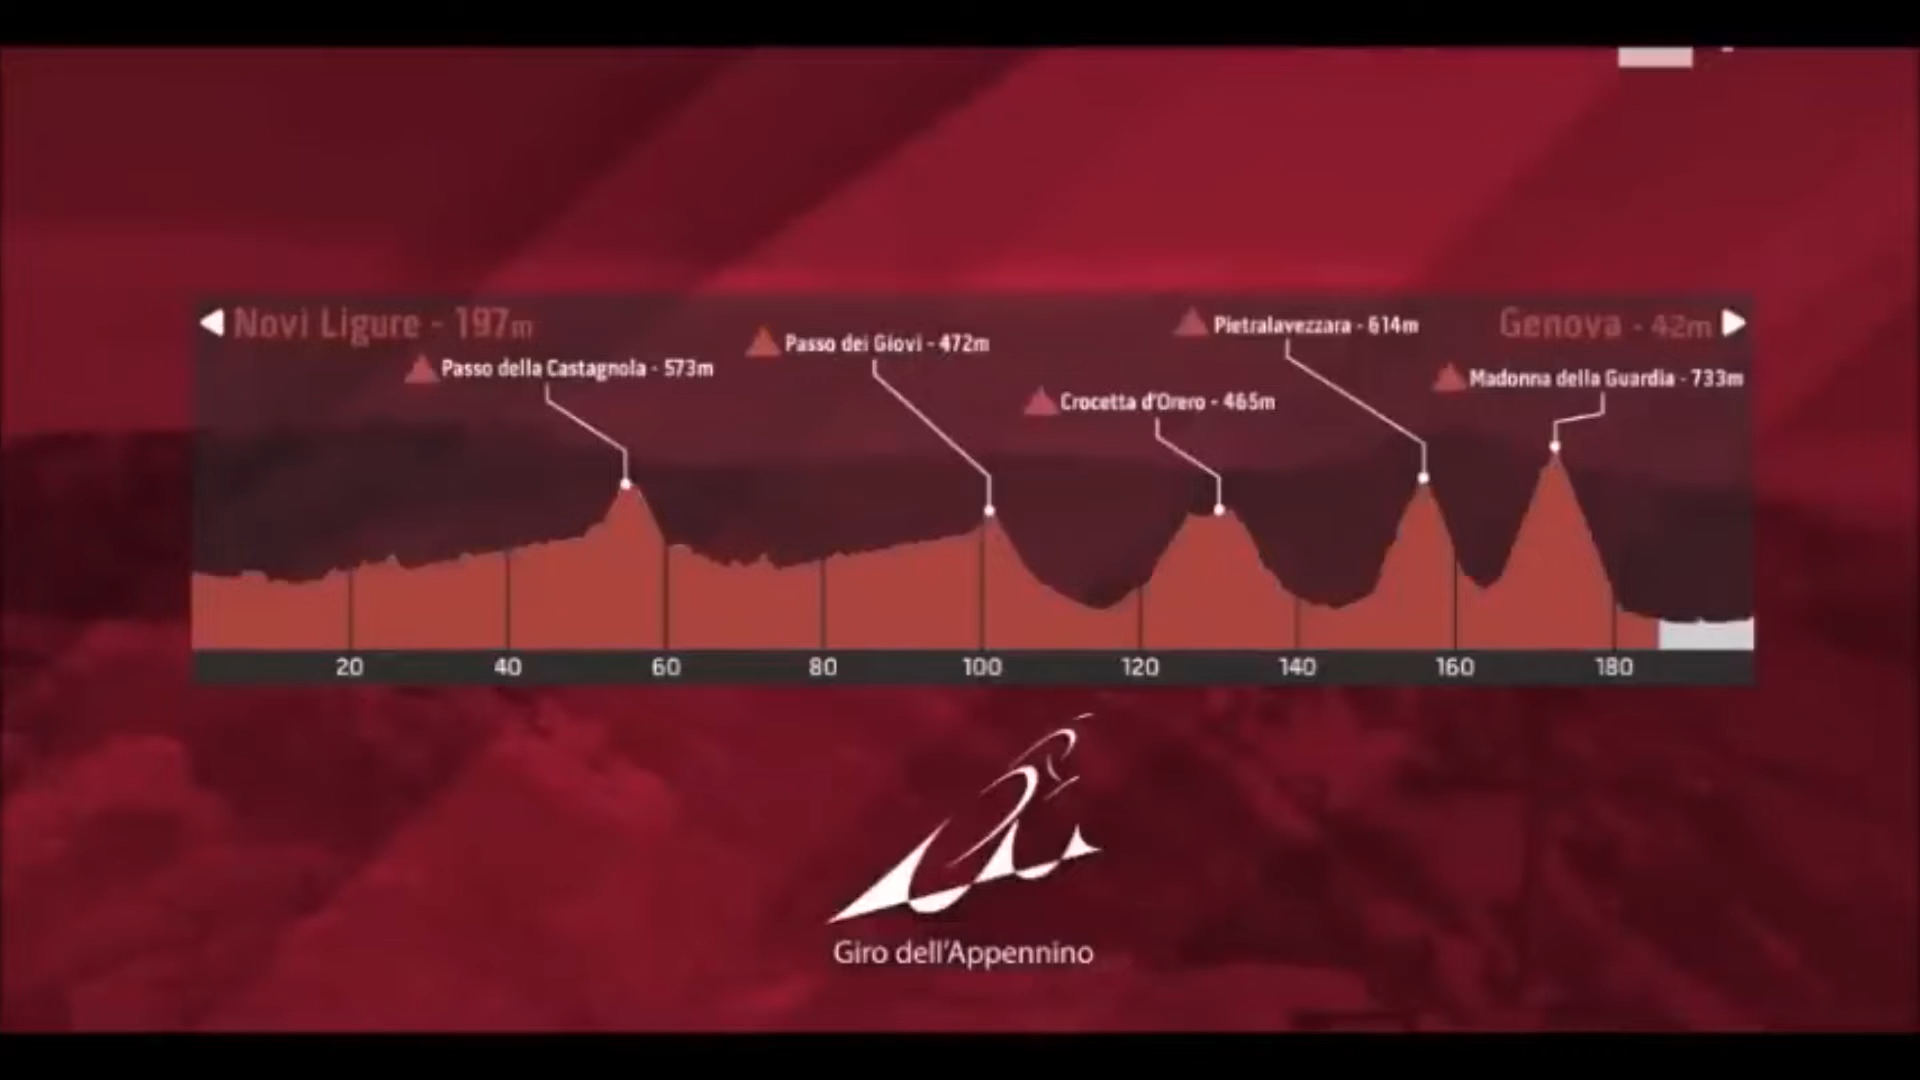 Novi Ligure - 197m
Genova - 42m
Passo della Castagnola - 573m
Passo dei Giovi - 472m
Crocetta d'Orero - 465m
Pietralavezzara - 614m
Madonna della Guardia - 733m
20 40 60 80 100 120 140 160 180
Giro dell'Appennino